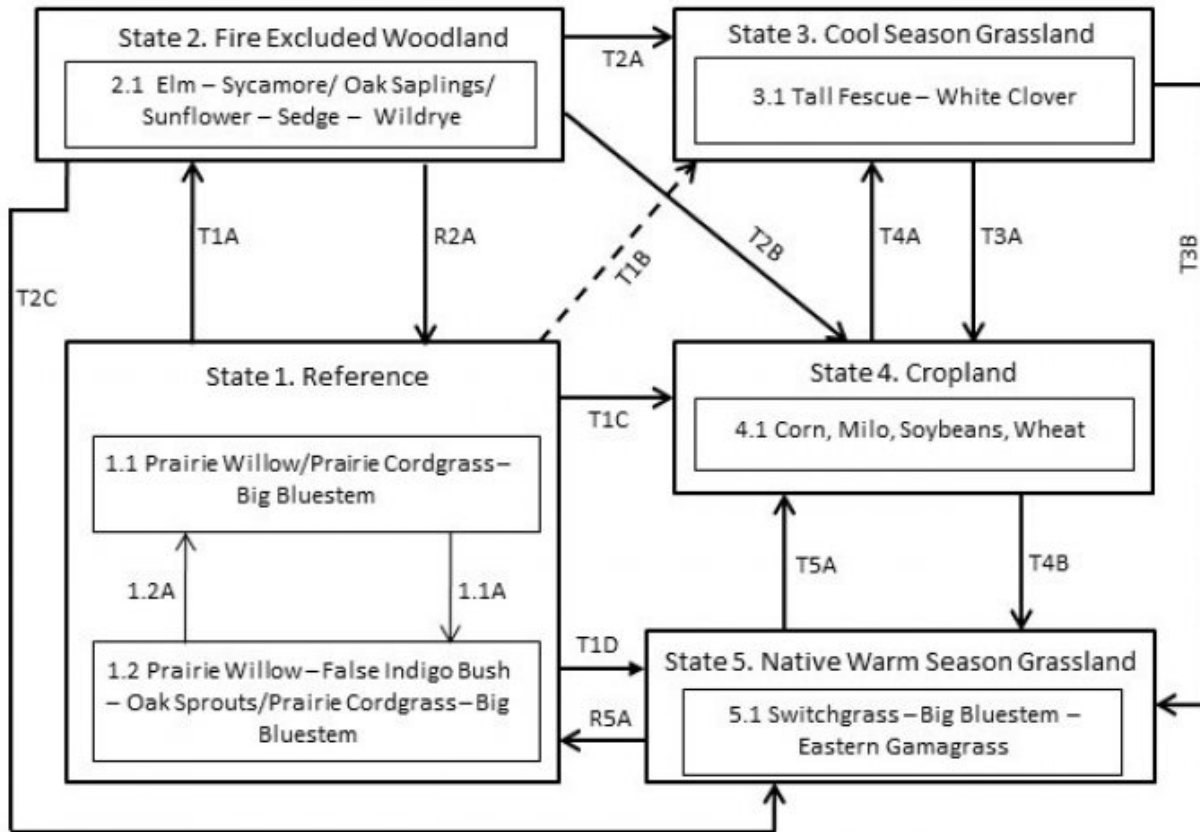 State 2. Fire Excluded Woodland
2.1 Elm – Sycamore/ Oak Saplings/
Sunflower – Sedge – Wildrye
T2A
State 3. Cool Season Grassland
3.1 Tall Fescue – White Clover
T1A
R2A
T1B
T2B
T4A
T3A
T3B
T2C
State 1. Reference
1.1 Prairie Willow/Prairie Cordgrass –
Big Bluestem
1.2A
1.1A
1.2 Prairie Willow – False Indigo Bush
– Oak Sprouts/Prairie Cordgrass – Big
Bluestem
T1C
State 4. Cropland
4.1 Corn, Milo, Soybeans, Wheat
T5A
T4B
T1D
R5A
State 5. Native Warm Season Grassland
5.1 Switchgrass – Big Bluestem –
Eastern Gamagrass